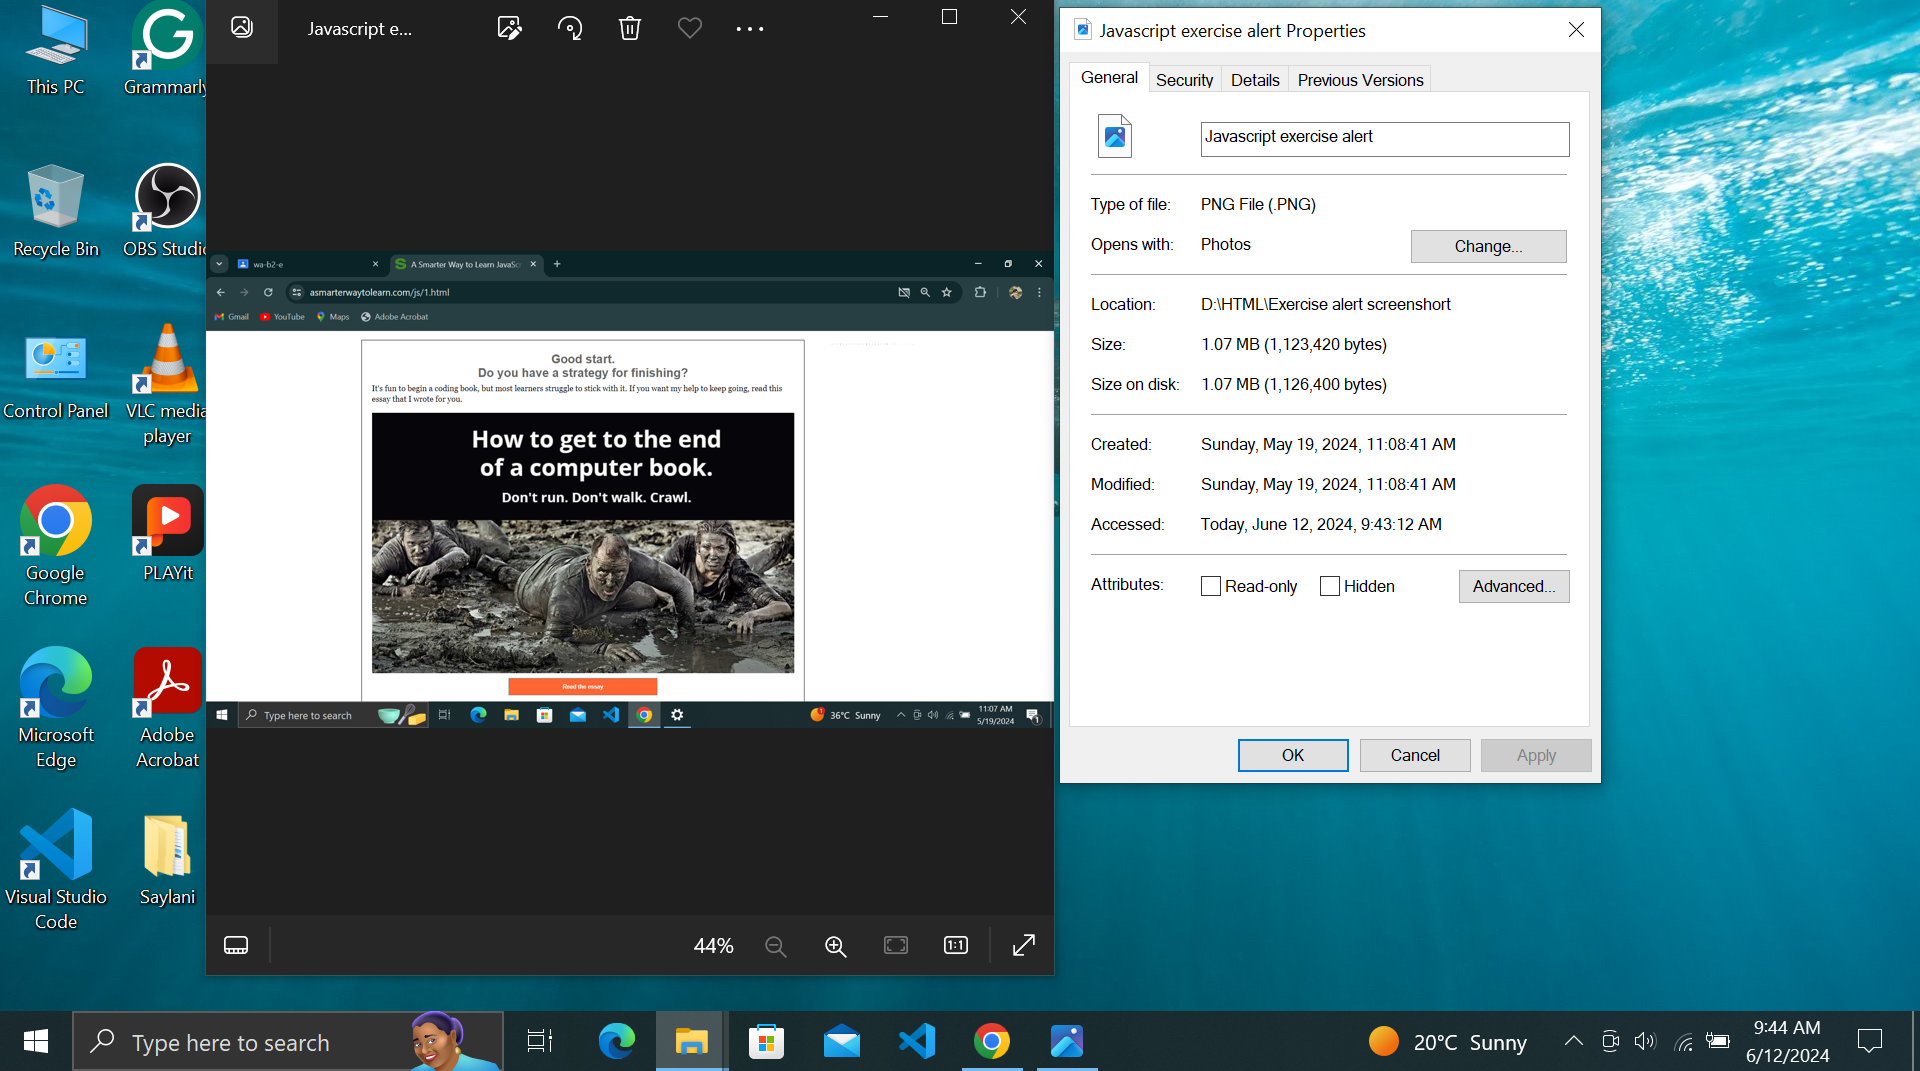 This PC
Grammarly
Recycle Bin
OBS Studio
Control Panel
VLC media
player
Google
Chrome
PLAYit
Microsoft
Edge
Adobe
Acrobat
Visual Studio
Code
Saylani
Javascript e...
wa-b2-e
A Smarter Way to Learn JavaScr
asmarterwaytolearn.com/js/1.html
Gmail
YouTube
Maps
Adobe Acrobat
Good start.
Do you have a strategy for finishing?
It's fun to begin a coding book, but most learners struggle to stick with it. If you want my help to keep going, read this
essay that I wrote for you.
How to get to the end
of a computer book.
Don't run. Don't walk. Crawl.
Read the essay
Type here to search
36°C Sunny
11:07 AM
5/19/2024
1
44%
1:1
Javascript exercise alert Properties
General
Security
Details
Previous Versions
Javascript exercise alert
Type of file: PNG File (.PNG)
Opens with: Photos
Change...
Location: D:\HTML\Exercise alert screenshort
Size: 1.07 MB (1,123,420 bytes)
Size on disk: 1.07 MB (1,126,400 bytes)
Created: Sunday, May 19, 2024, 11:08:41 AM
Modified: Sunday, May 19, 2024, 11:08:41 AM
Accessed: Today, June 12, 2024, 9:43:12 AM
Attributes: Read-only Hidden Advanced...
OK Cancel Apply
Type here to search
20°C Sunny
9:44 AM
6/12/2024